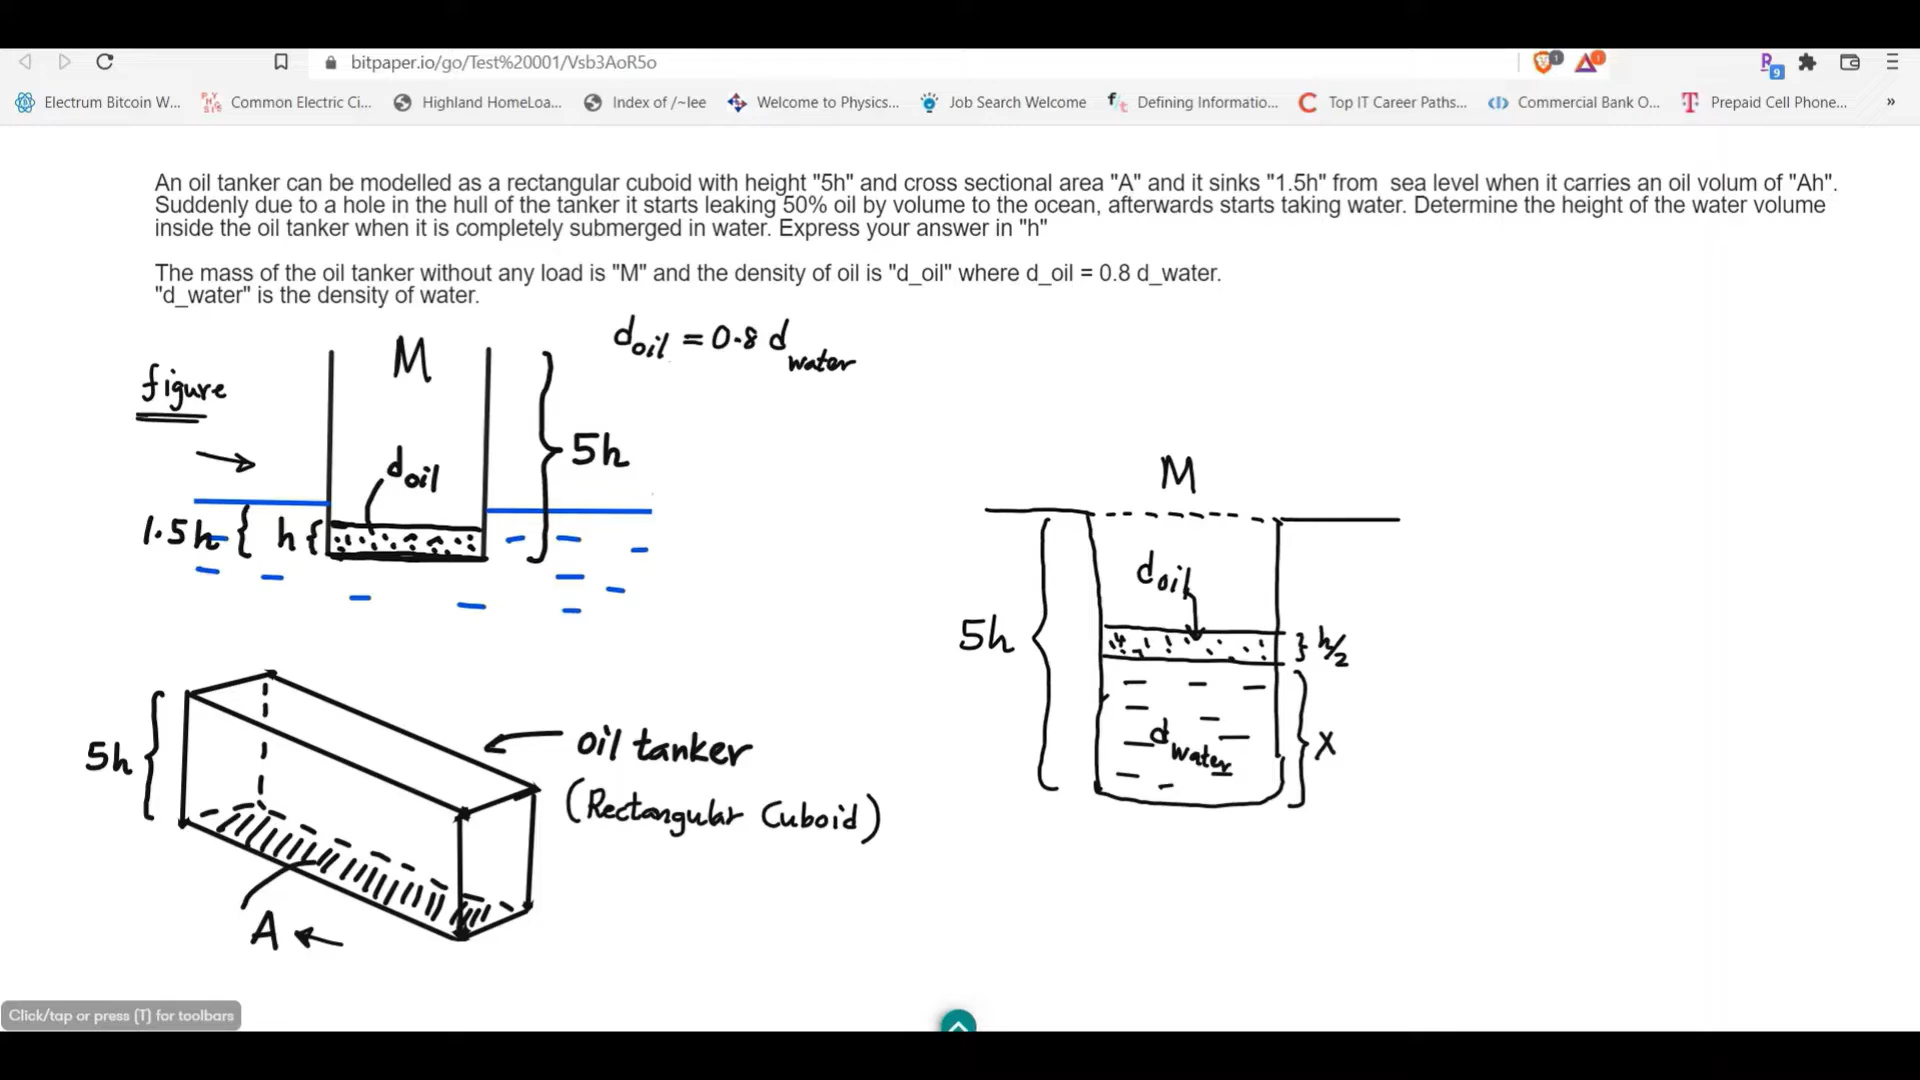 bitpaper.io/go/Test%20001/Vsb3AoR5o
1
1
9
Electrum Bitcoin W...
Common Electric Ci...
Highland HomeLoa...
Index of /~lee
Welcome to Physics...
Job Search Welcome
Defining Informatio...
Top IT Career Paths...
Commercial Bank O...
Prepaid Cell Phone...
»
An oil tanker can be modelled as a rectangular cuboid with height "5h" and cross sectional area "A" and it sinks "1.5h" from sea level when it carries an oil volum of "Ah".
Suddenly due to a hole in the hull of the tanker it starts leaking 50% oil by volume to the ocean, afterwards starts taking water. Determine the height of the water volume
inside the oil tanker when it is completely submerged in water. Express your answer in "h"
The mass of the oil tanker without any load is "M" and the density of oil is "d_oil" where d_oil = 0.8 d_water.
"d_water" is the density of water.
doil = 0.8 d water
figure
M
doil
5h
1.5h
h
M
doil
5h
h/2
d water
x
5h
oil tanker
(Rectangular Cuboid)
A
Click/tap or press (T) for toolbars